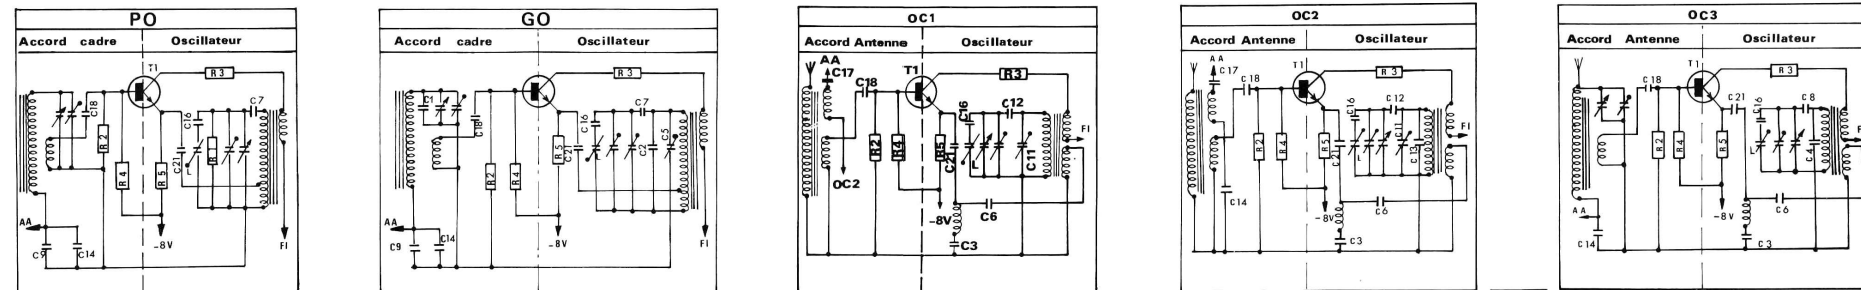 PO
Accord cadre Oscillateur
T1
R3
C18
C7
C16
R2
R4
R5
C21
L
R1
AA
-8V
FI
C9
C14
GO
Accord cadre Oscillateur
R3
C1
C7
C18
C16
C5
R5
C21
L
C2
R2
R4
AA
-8V
FI
C9
C14
OC1
Accord Antenne Oscillateur
AA
C17
C18
T1
R3
C16
C12
FI
R2
R4
R5
C21
L
C11
OC2
-8V
C6
C3
OC2
Accord Antenne Oscillateur
AA
C17
C18
T1
R3
C16
C12
FI
R2
R4
C21
L
C11
C13
C14
-8V
C6
C3
OC3
Accord Antenne Oscillateur
T1
R3
C18
C21
C16
C8
R2
R4
R5
L
C4
AA
-8V
C6
C14
C3